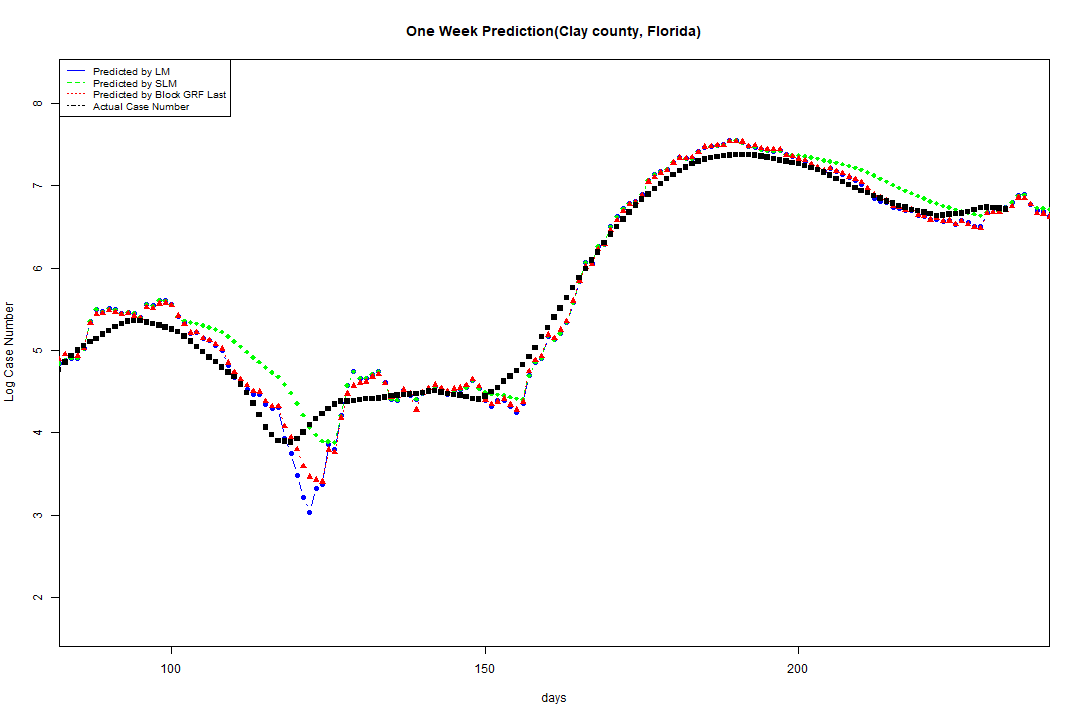 One Week Prediction(Clay county, Florida)
Predicted by LM
Predicted by SLM
Predicted by Block GRF Last
Actual Case Number
8
7
6
5
4
3
2
Log Case Number
100 150 200
days